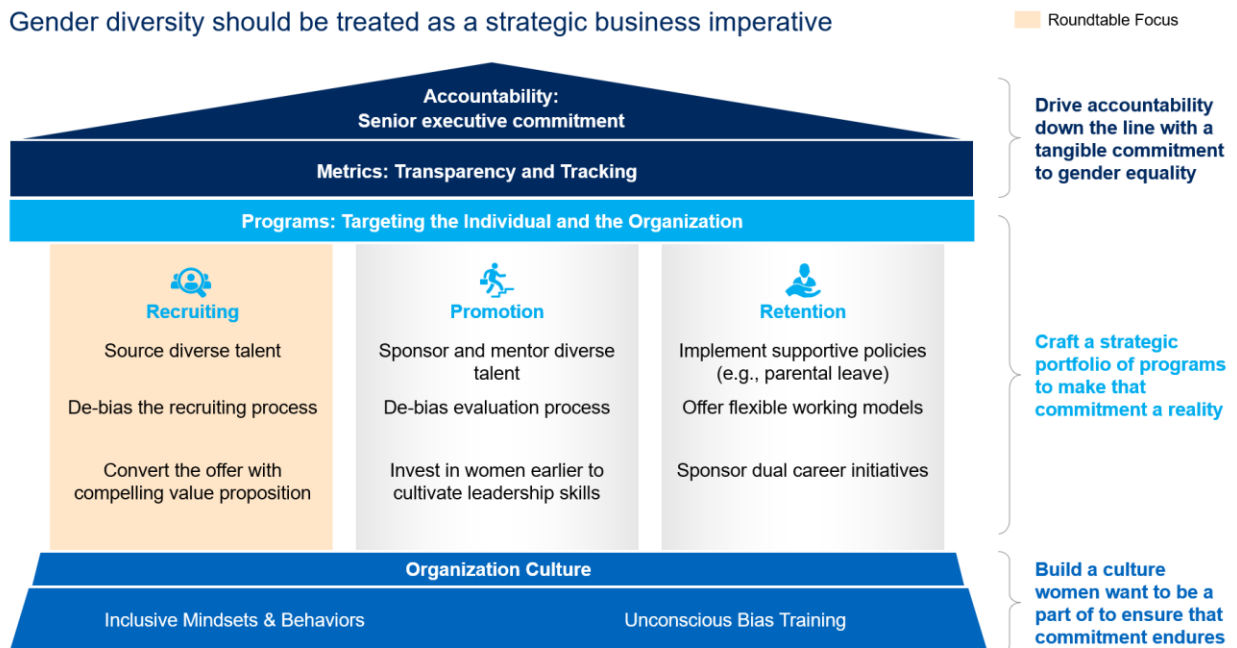 Gender diversity should be treated as a strategic business imperative
Roundtable Focus
Accountability:
Senior executive commitment
Metrics: Transparency and Tracking
Drive accountability
down the line with a
tangible commitment
to gender equality
Programs: Targeting the Individual and the Organization
Recruiting
Source diverse talent
De-bias the recruiting process
Convert the offer with
compelling value proposition
Promotion
Sponsor and mentor diverse
talent
De-bias evaluation process
Invest in women earlier to
cultivate leadership skills
Retention
Implement supportive policies
(e.g., parental leave)
Offer flexible working models
Sponsor dual career initiatives
Craft a strategic
portfolio of programs
to make that
commitment a reality
Organization Culture
Inclusive Mindsets & Behaviors
Unconscious Bias Training
Build a culture
women want to be a
part of to ensure that
commitment endures